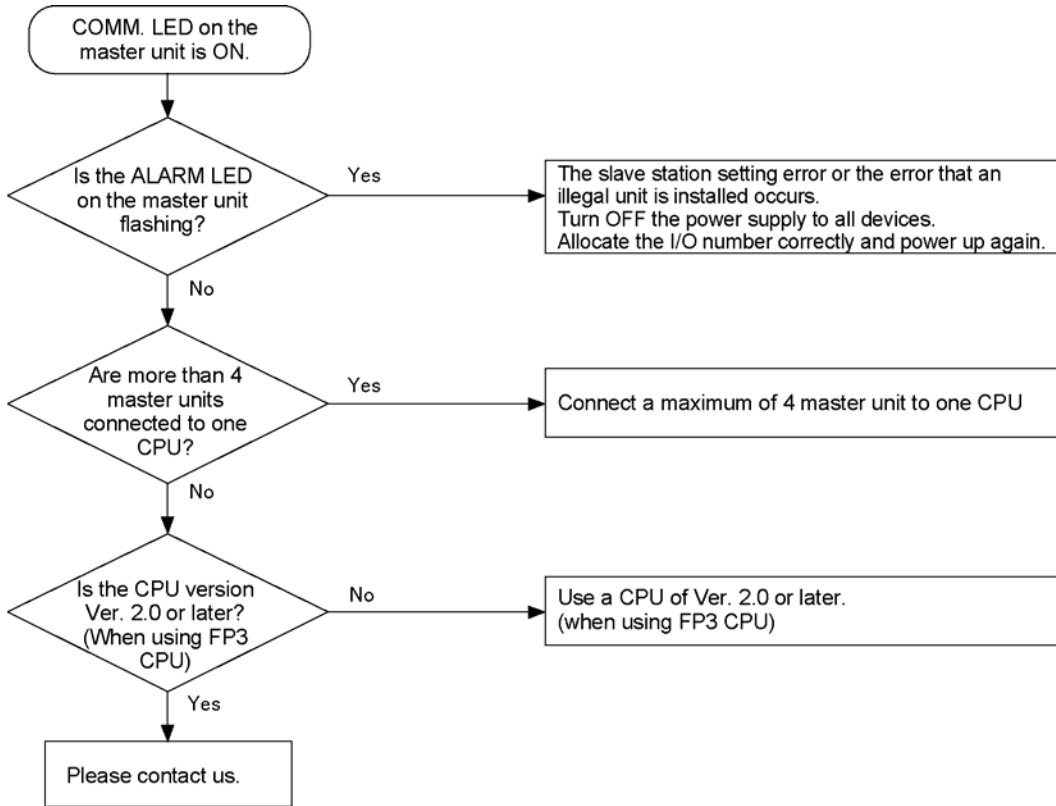 COMM. LED on the
master unit is ON.
Is the ALARM LED
on the master unit
flashing?
Yes
The slave station setting error or the error that an
illegal unit is installed occurs.
Turn OFF the power supply to all devices.
Allocate the I/O number correctly and power up again.
No
Are more than 4
master units
connected to one
CPU?
Yes
Connect a maximum of 4 master unit to one CPU
No
Is the CPU version
Ver. 2.0 or later?
(When using FP3
CPU)
No
Use a CPU of Ver. 2.0 or later.
(when using FP3 CPU)
Yes
Please contact us.